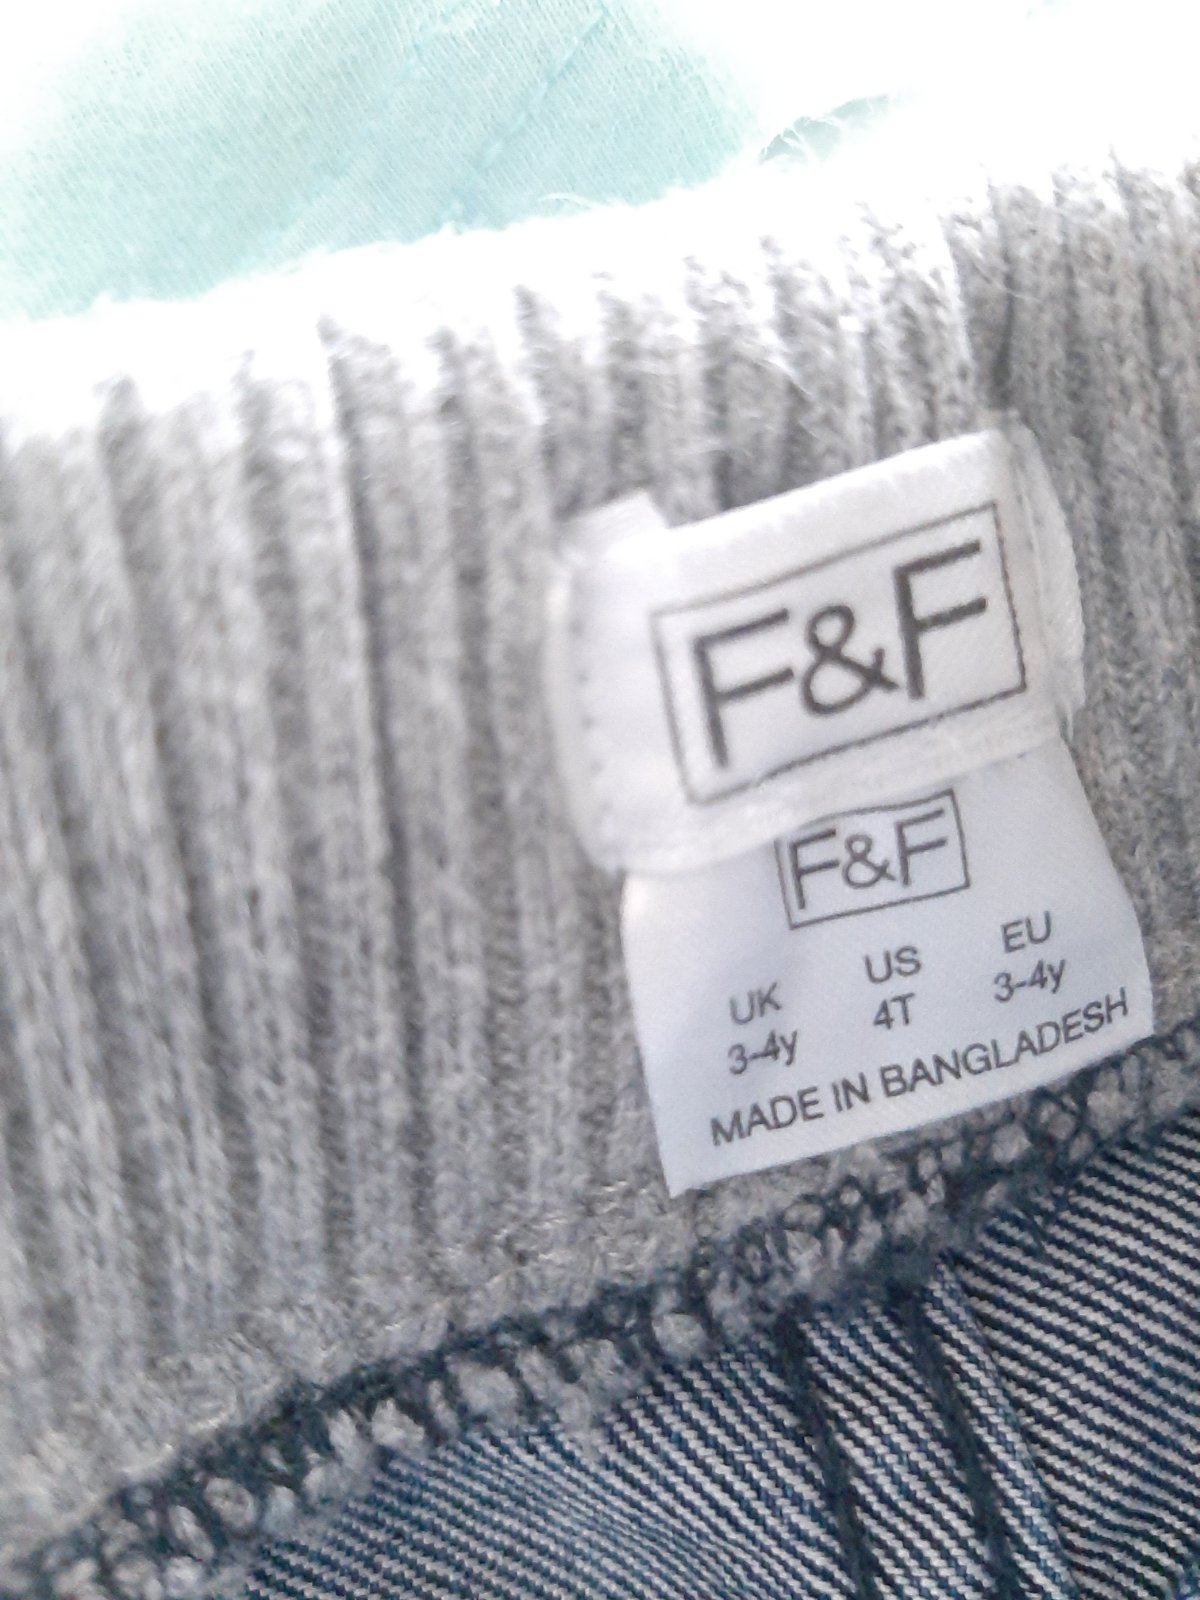 F&F
F&F
UK US EU
3-4y 4T 3-4y
MADE IN BANGLADESH